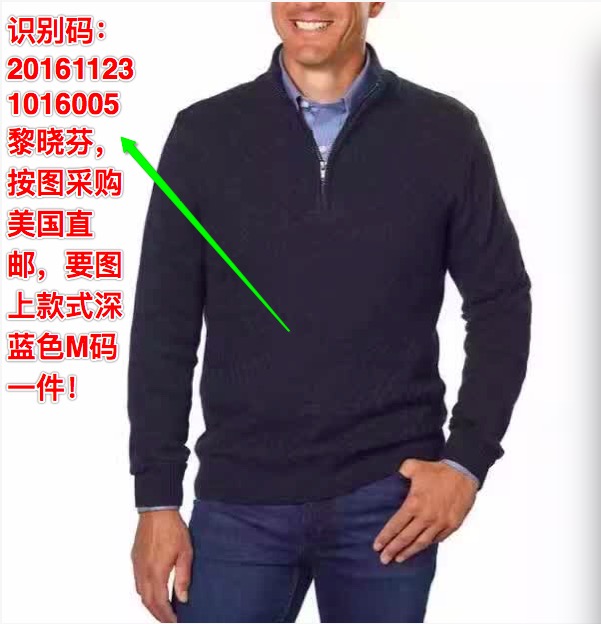 识别码：
20161123
1016005
黎晓芬，
按图采购
美国直
邮，要图
上款式深
蓝色M码
一件！